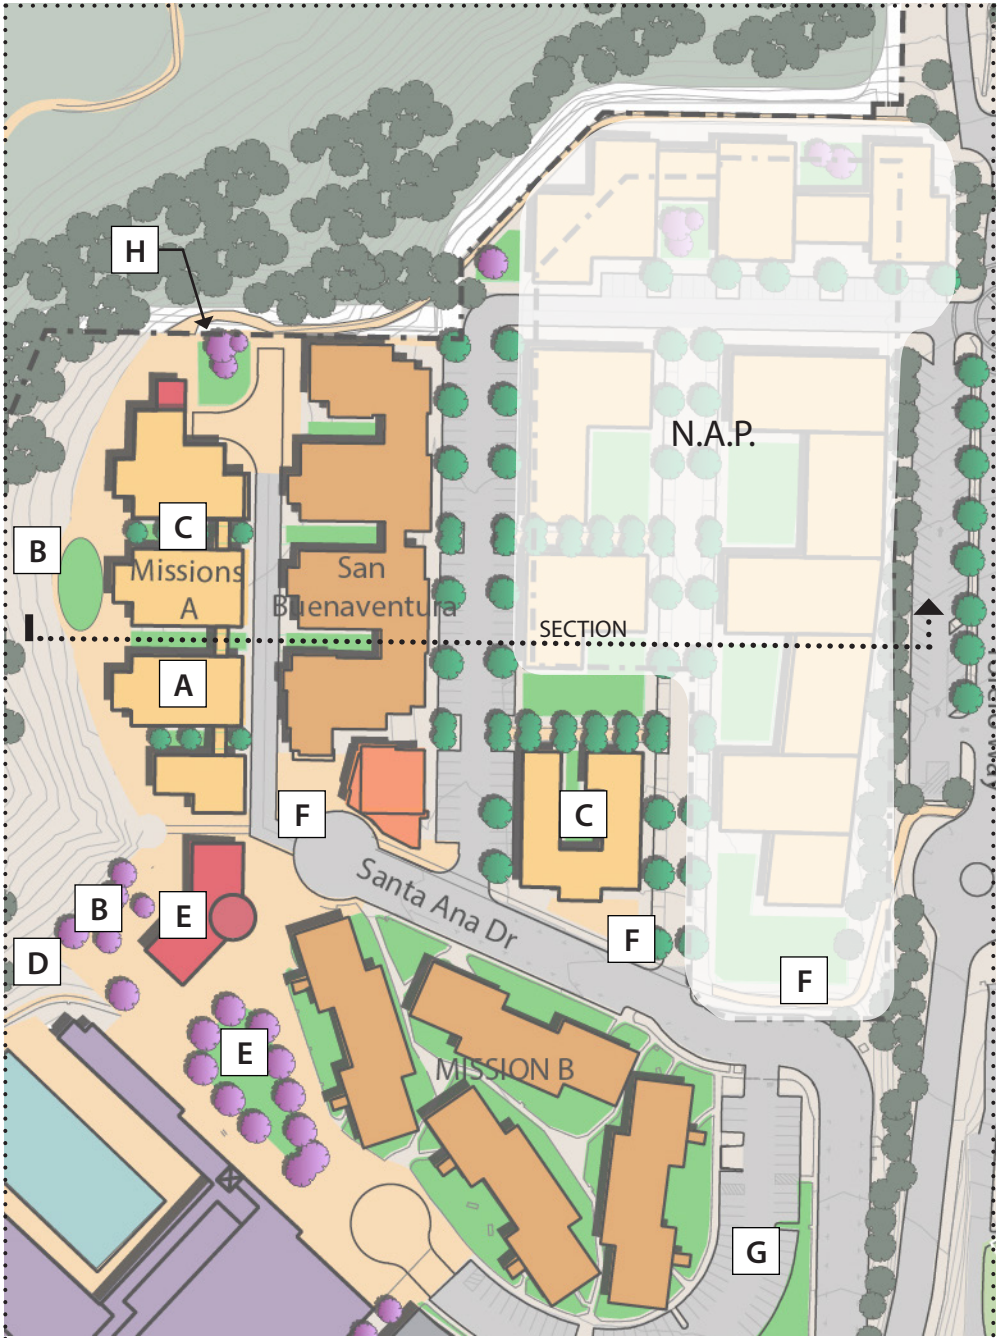 H
N.A.P.
C
B
Missions
A
San
Buenaventura
SECTION
A
F
C
Santa Ana Dr
B
E
F
D
F
E
MISSION B
G